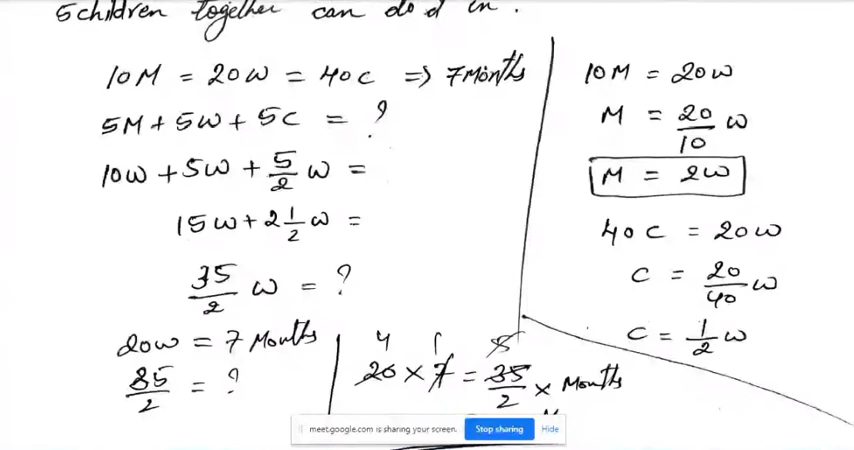 5children together can do it in .
10M = 20W = 40C => 7 Months
5M + 5W + 5C = ?
10W + 5W + 5/2 W =
15W + 2 1/2 W =
35/2 W = ?
20W = 7 Months
35/2 = ?
4 1 5
20 × 7 = 35/2 × Months
10M = 20W
M = 20/10 W
M = 2W
40C = 20W
C = 20/40 W
C = 1/2 W
meet.google.com is sharing your screen. Stop sharing Hide